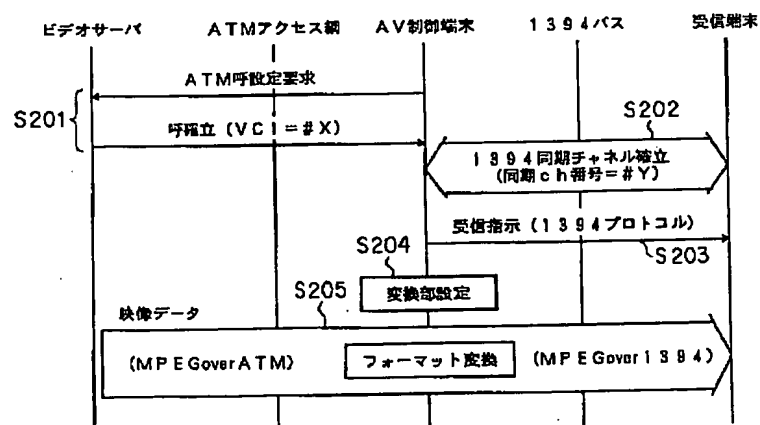 ビデオサーバ
ATMアクセス網
AV制御端末
1394バス
受信端末
ATM呼設定要求
S201
呼確立(VCI=#X)
S202
1394同期チャネル確立
(同期ch番号=#Y)
受信指示(1394プロトコル)
S203
S204
変換部設定
S205
映像データ
(MPEGoverATM)
フォーマット変換
(MPEGover1394)